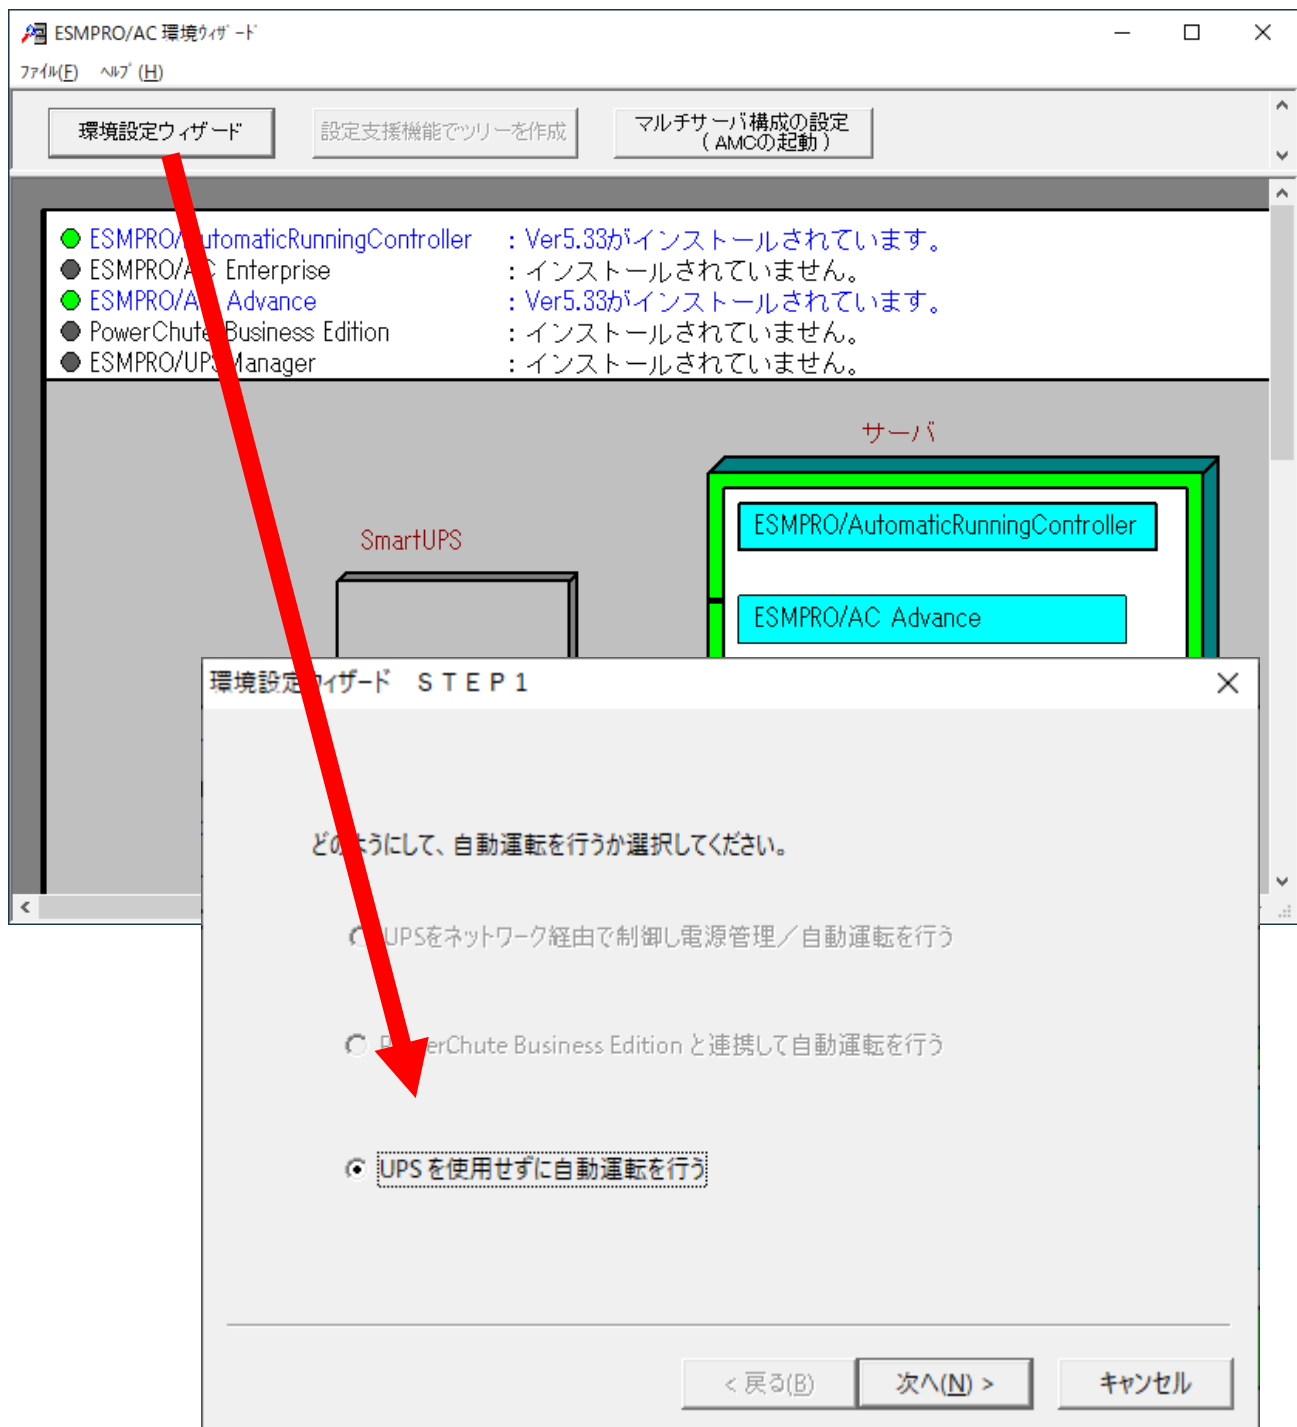 ESMPRO/AC 環境ｳｨｻﾞｰﾄﾞ
ﾌｧｲﾙ(F) ﾍﾙﾌﾟ(H)
環境設定ウィザード
設定支援機能でツリーを作成
マルチサーバ構成の設定
(AMCの起動)
ESMPRO/AutomaticRunningController : Ver5.33がインストールされています。
ESMPRO/AC Enterprise : インストールされていません。
ESMPRO/AC Advance : Ver5.33がインストールされています。
PowerChute Business Edition : インストールされていません。
ESMPRO/UPSManager : インストールされていません。
サーバ
ESMPRO/AutomaticRunningController
SmartUPS
ESMPRO/AC Advance
環境設定ｳｨｻﾞｰﾄﾞ ＳＴＥＰ1
どのようにして、自動運転を行うか選択してください。
UPSをネットワーク経由で制御し電源管理／自動運転を行う
PowerChute Business Edition と連携して自動運転を行う
UPS を使用せずに自動運転を行う
< 戻る(B)
次へ(N) >
キャンセル